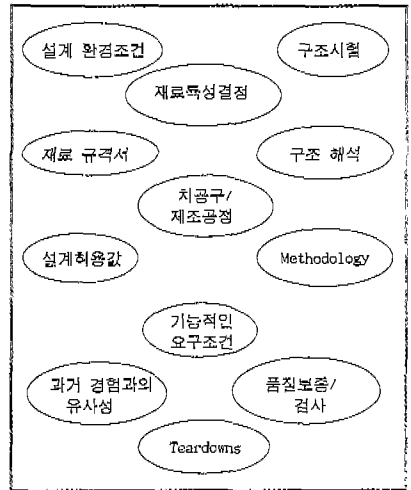 설계 환경조건
구조시험
재료특성결정
재료 규격서
구조 해석
치공구/
제조공정
설계허용값
Methodology
기능적인
요구조건
과거 경험과의
유사성
품질보증/
검사
Teardowns